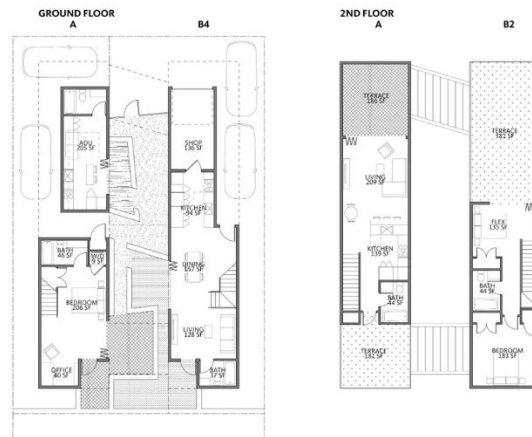 GROUND FLOOR
A
B4
ADU
205 SF
SHOP
136 SF
KITCHEN
94 SF
BATH
46 SF
W/D
9 SF
DINING
157 SF
BEDROOM
206 SF
LIVING
128 SF
OFFICE
40 SF
BATH
37 SF
2ND FLOOR
A
B2
TERRACE
186 SF
TERRACE
381 SF
LIVING
209 SF
FLEX
135 SF
KITCHEN
139 SF
BATH
44 SF
BATH
44 SF
TERRACE
181 SF
BEDROOM
183 SF